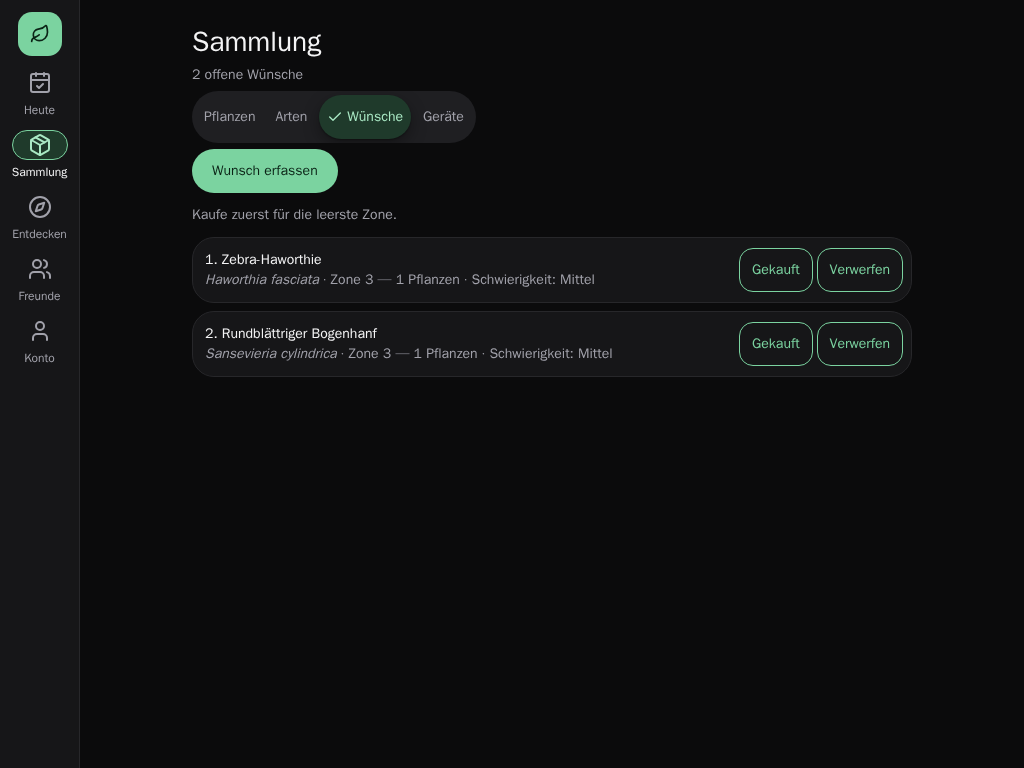 Heute
Sammlung
Entdecken
Freunde
Konto
Sammlung
2 offene Wünsche
Pflanzen Arten Wünsche Geräte
Wunsch erfassen
Kaufe zuerst für die leerste Zone.
1. Zebra-Haworthie
Haworthia fasciata · Zone 3 — 1 Pflanzen · Schwierigkeit: Mittel
Gekauft Verwerfen
2. Rundblättriger Bogenhanf
Sansevieria cylindrica · Zone 3 — 1 Pflanzen · Schwierigkeit: Mittel
Gekauft Verwerfen